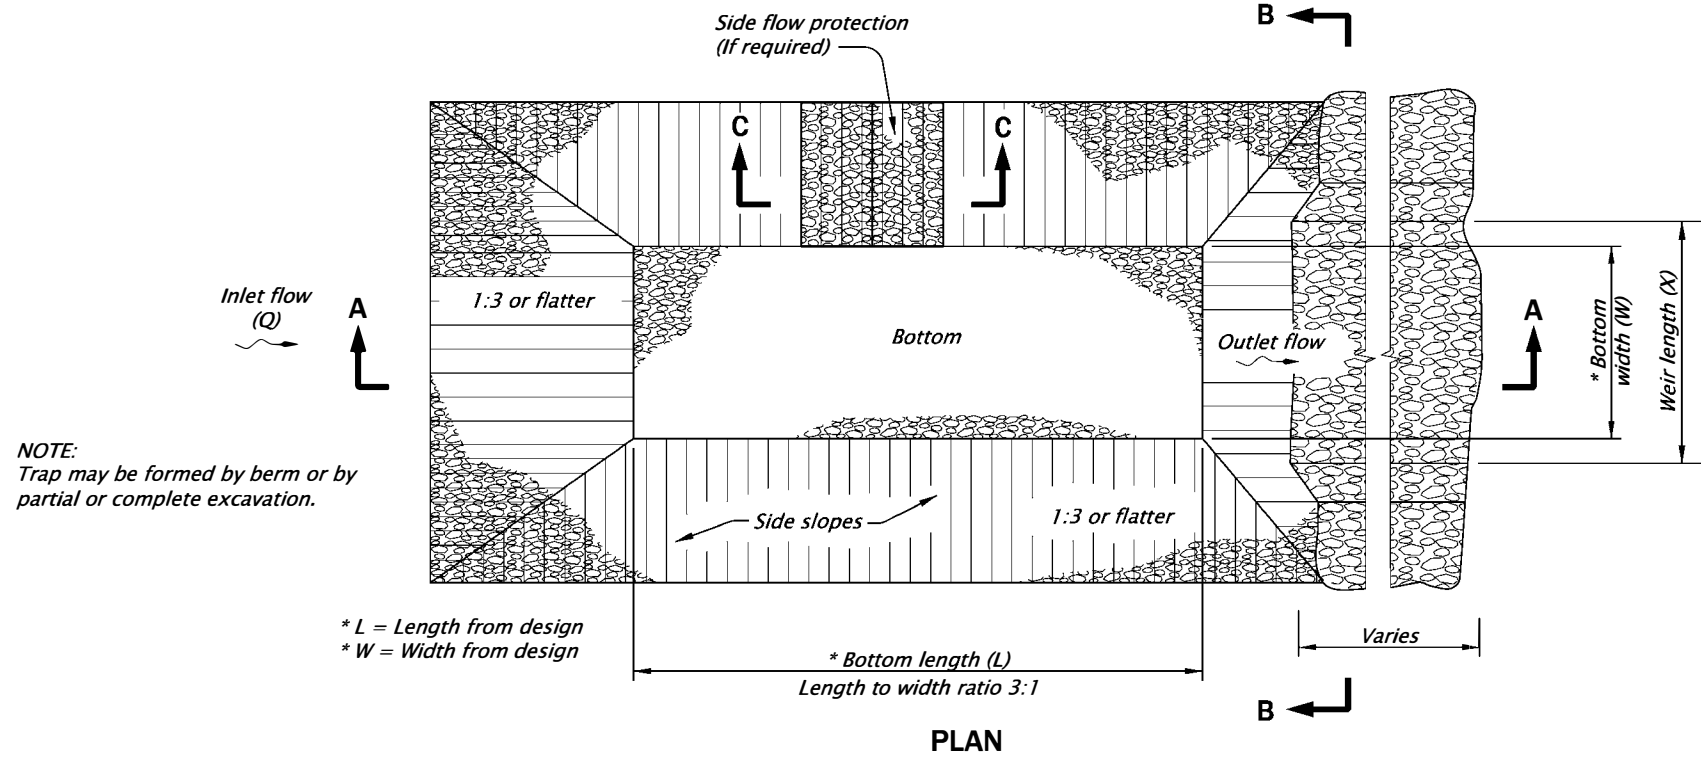 Side flow protection
(If required)
B
C
C
Inlet flow
(Q)
A
1:3 or flatter
Bottom
Outlet flow
A
* Bottom
width (W)
Weir length (X)
NOTE:
Trap may be formed by berm or by
partial or complete excavation.
Side slopes
1:3 or flatter
* L = Length from design
* W = Width from design
* Bottom length (L)
Length to width ratio 3:1
Varies
B
PLAN